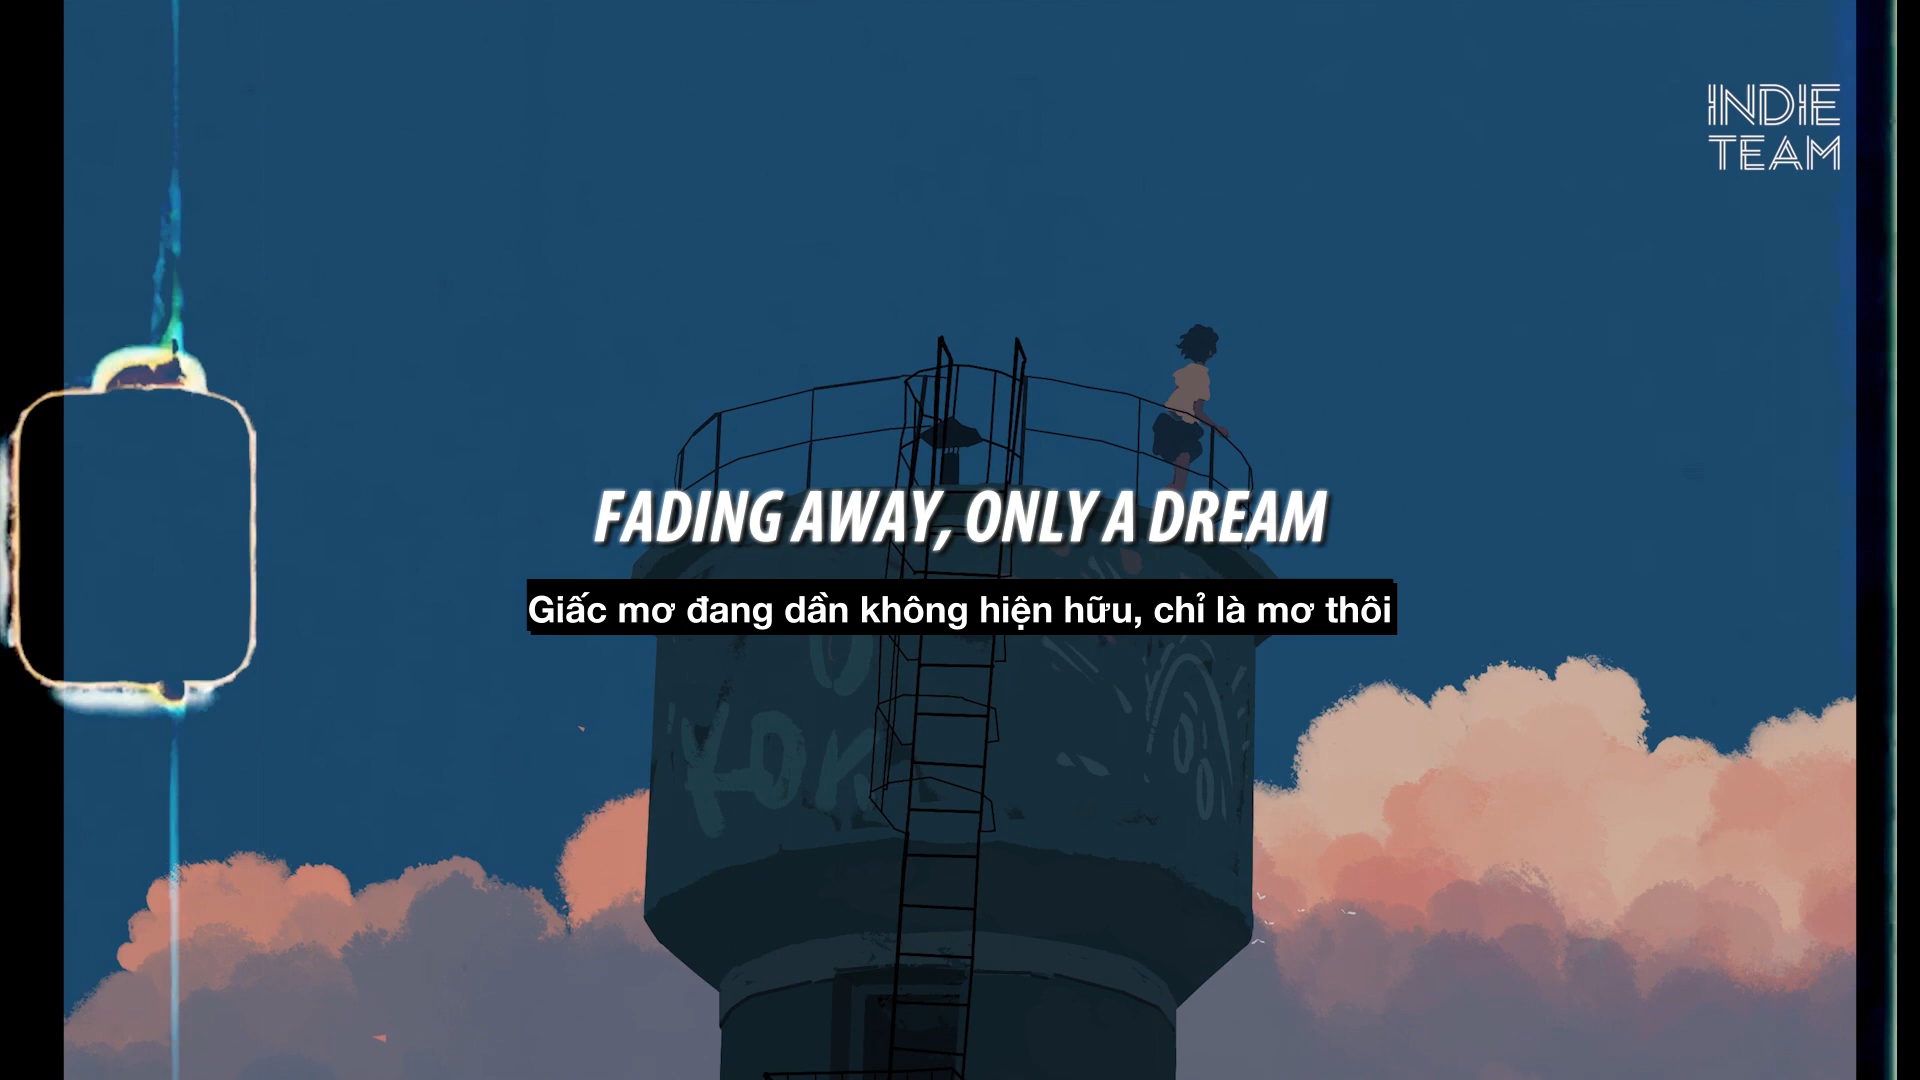 INDIE
TEAM
FADING AWAY, ONLY A DREAM
Giấc mơ đang dần không hiện hữu, chỉ là mơ thôi